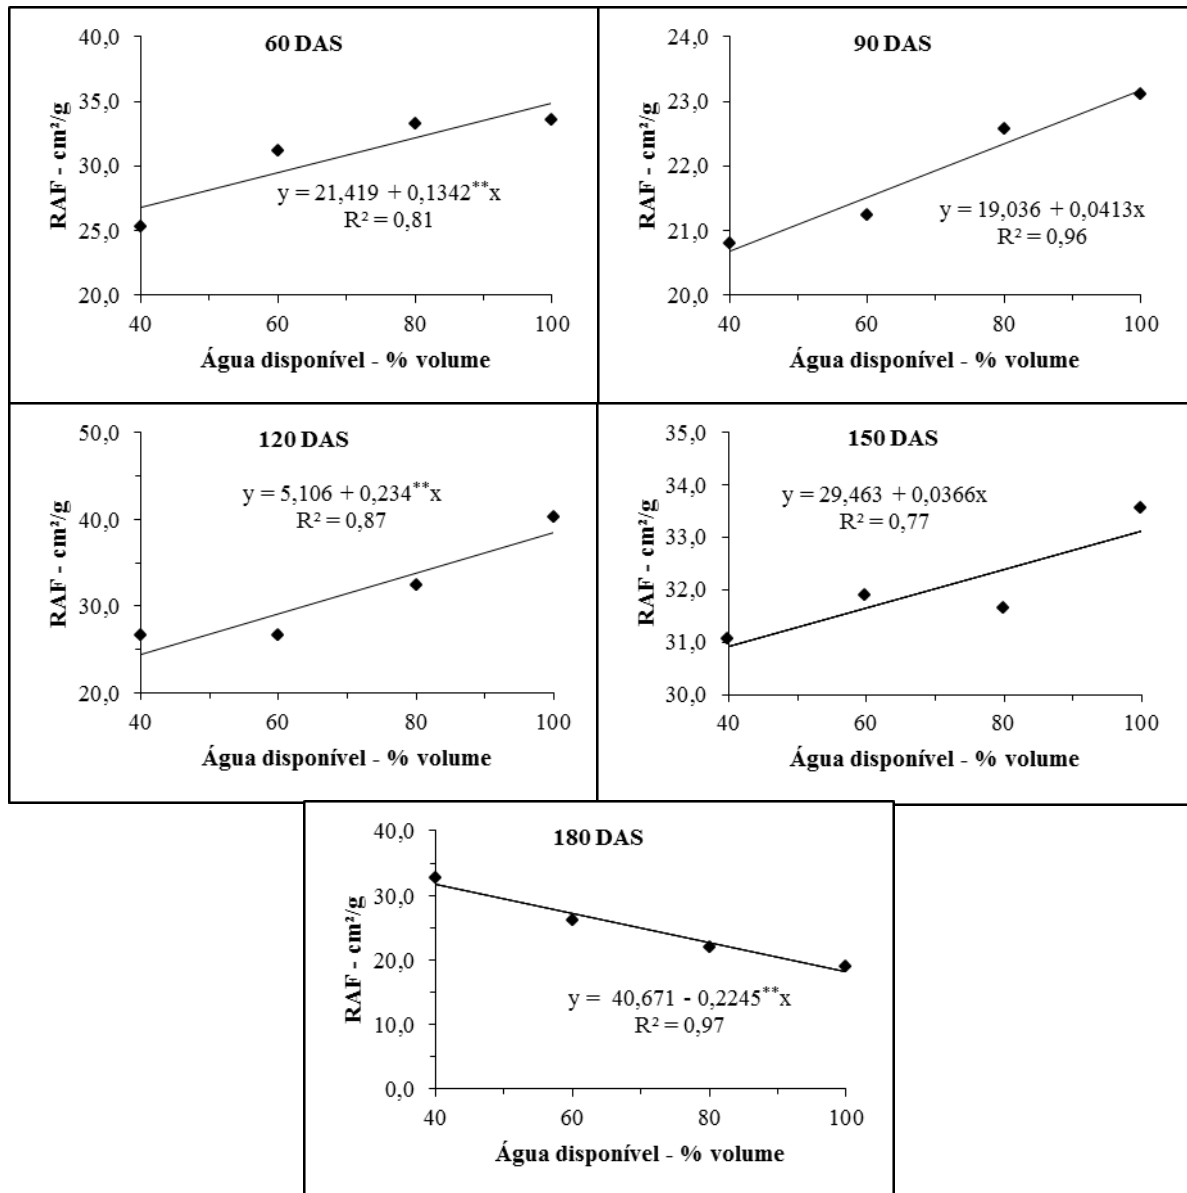 60 DAS
40,0
35,0
30,0
25,0
20,0
RAF - cm²/g
y = 21,419 + 0,1342**x
R² = 0,81
40 60 80 100
Água disponível - % volume
90 DAS
24,0
23,0
22,0
21,0
20,0
RAF - cm²/g
y = 19,036 + 0,0413x
R² = 0,96
40 60 80 100
Água disponível - % volume
120 DAS
50,0
40,0
30,0
20,0
RAF - cm²/g
y = 5,106 + 0,234**x
R² = 0,87
40 60 80 100
Água disponível - % volume
150 DAS
35,0
34,0
33,0
32,0
31,0
30,0
RAF - cm²/g
y = 29,463 + 0,0366x
R² = 0,77
40 60 80 100
Água disponível - % volume
180 DAS
40,0
30,0
20,0
10,0
0,0
RAF - cm²/g
y = 40,671 - 0,2245**x
R² = 0,97
40 60 80 100
Água disponível - % volume